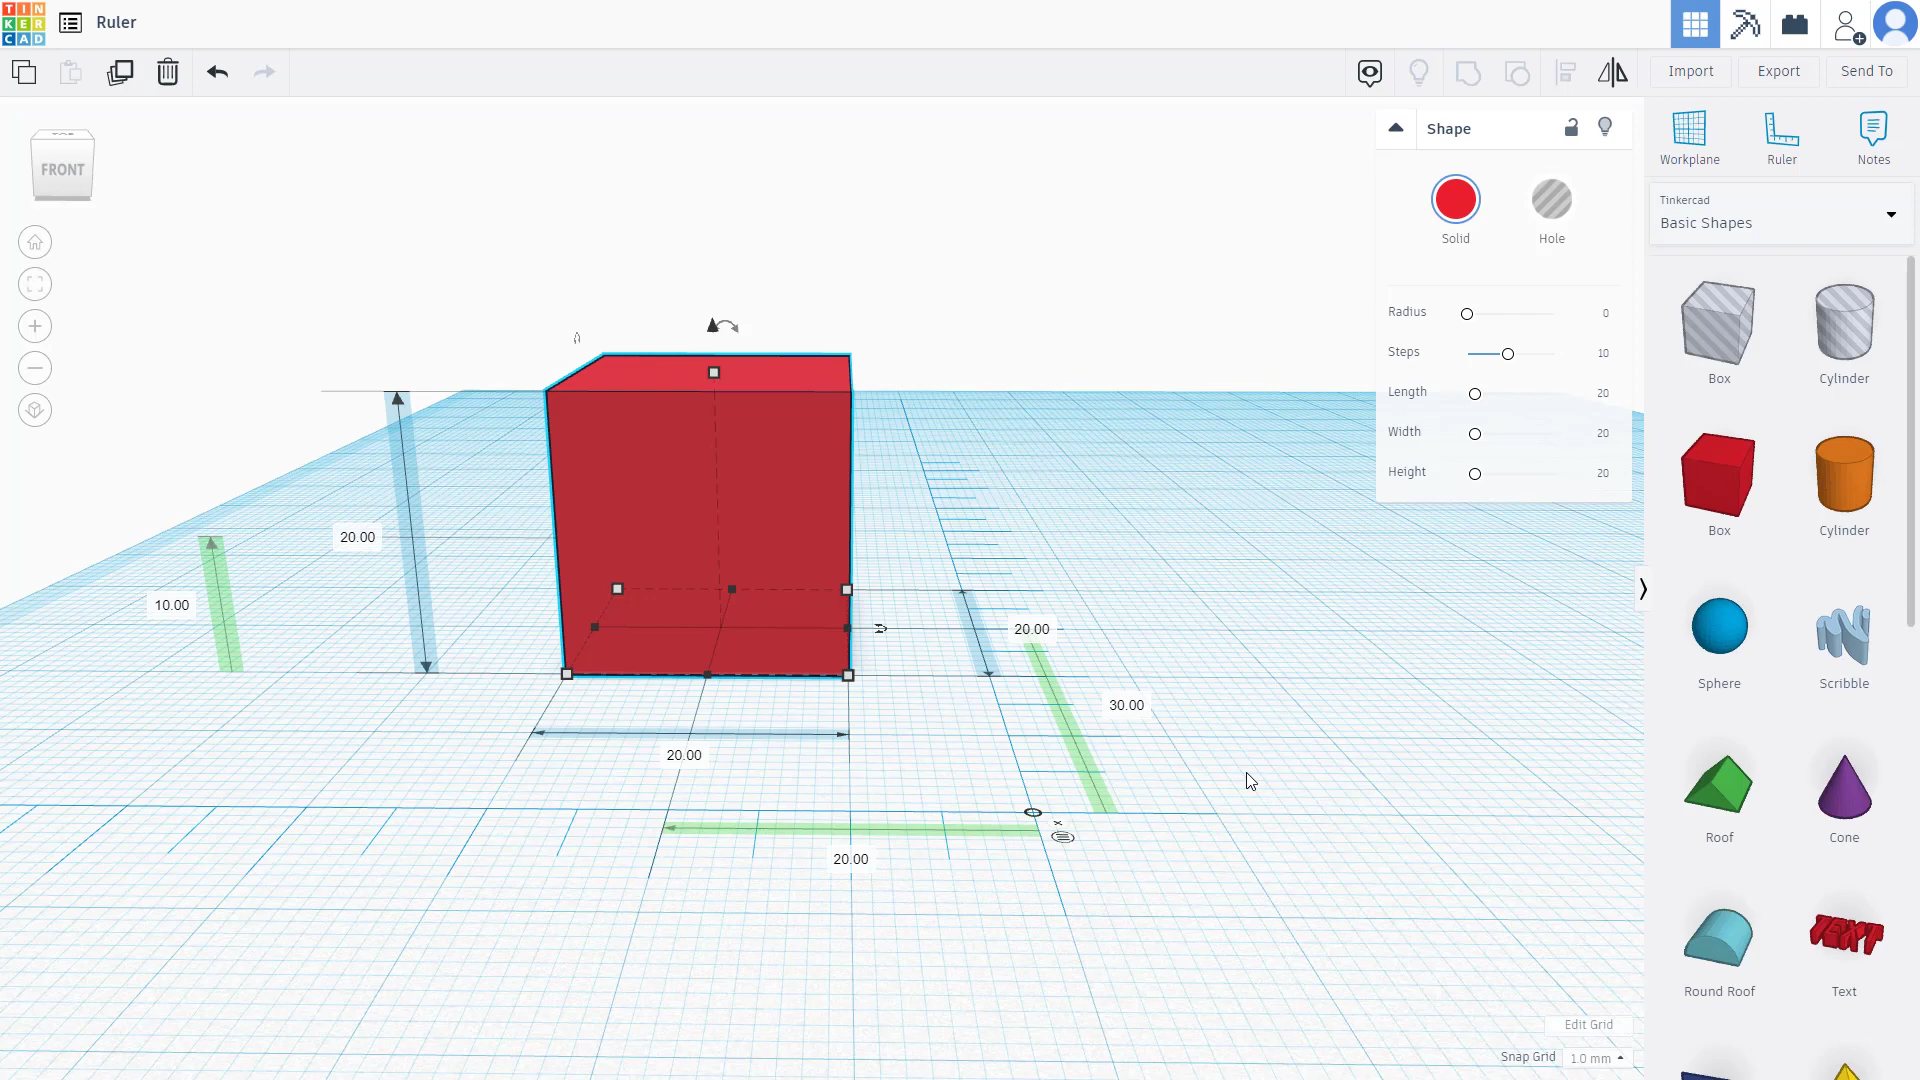 TIN
KER
CAD
Ruler
Import
Export
Send To
FRONT
Shape
Solid
Hole
Radius 0
Steps 10
Length 20
Width 20
Height 20
Workplane
Ruler
Notes
Tinkercad
Basic Shapes
Box
Cylinder
Box
Cylinder
Sphere
Scribble
Roof
Cone
Round Roof
TEXT
Text
20.00
10.00
20.00
30.00
20.00
20.00
Edit Grid
Snap Grid 1.0 mm